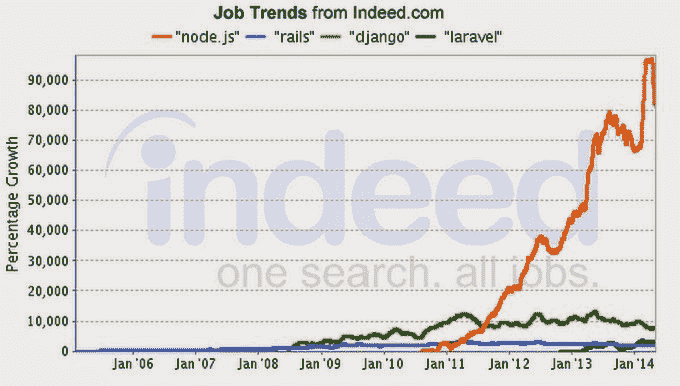 Job Trends from Indeed.com
"node.js" "rails" "django" "laravel"
Percentage Growth
90,000
80,000
70,000
60,000
50,000
40,000
30,000
20,000
10,000
0
indeed
one search. all jobs.
Jan '06 Jan '07 Jan '08 Jan '09 Jan '10 Jan '11 Jan '12 Jan '13 Jan '14